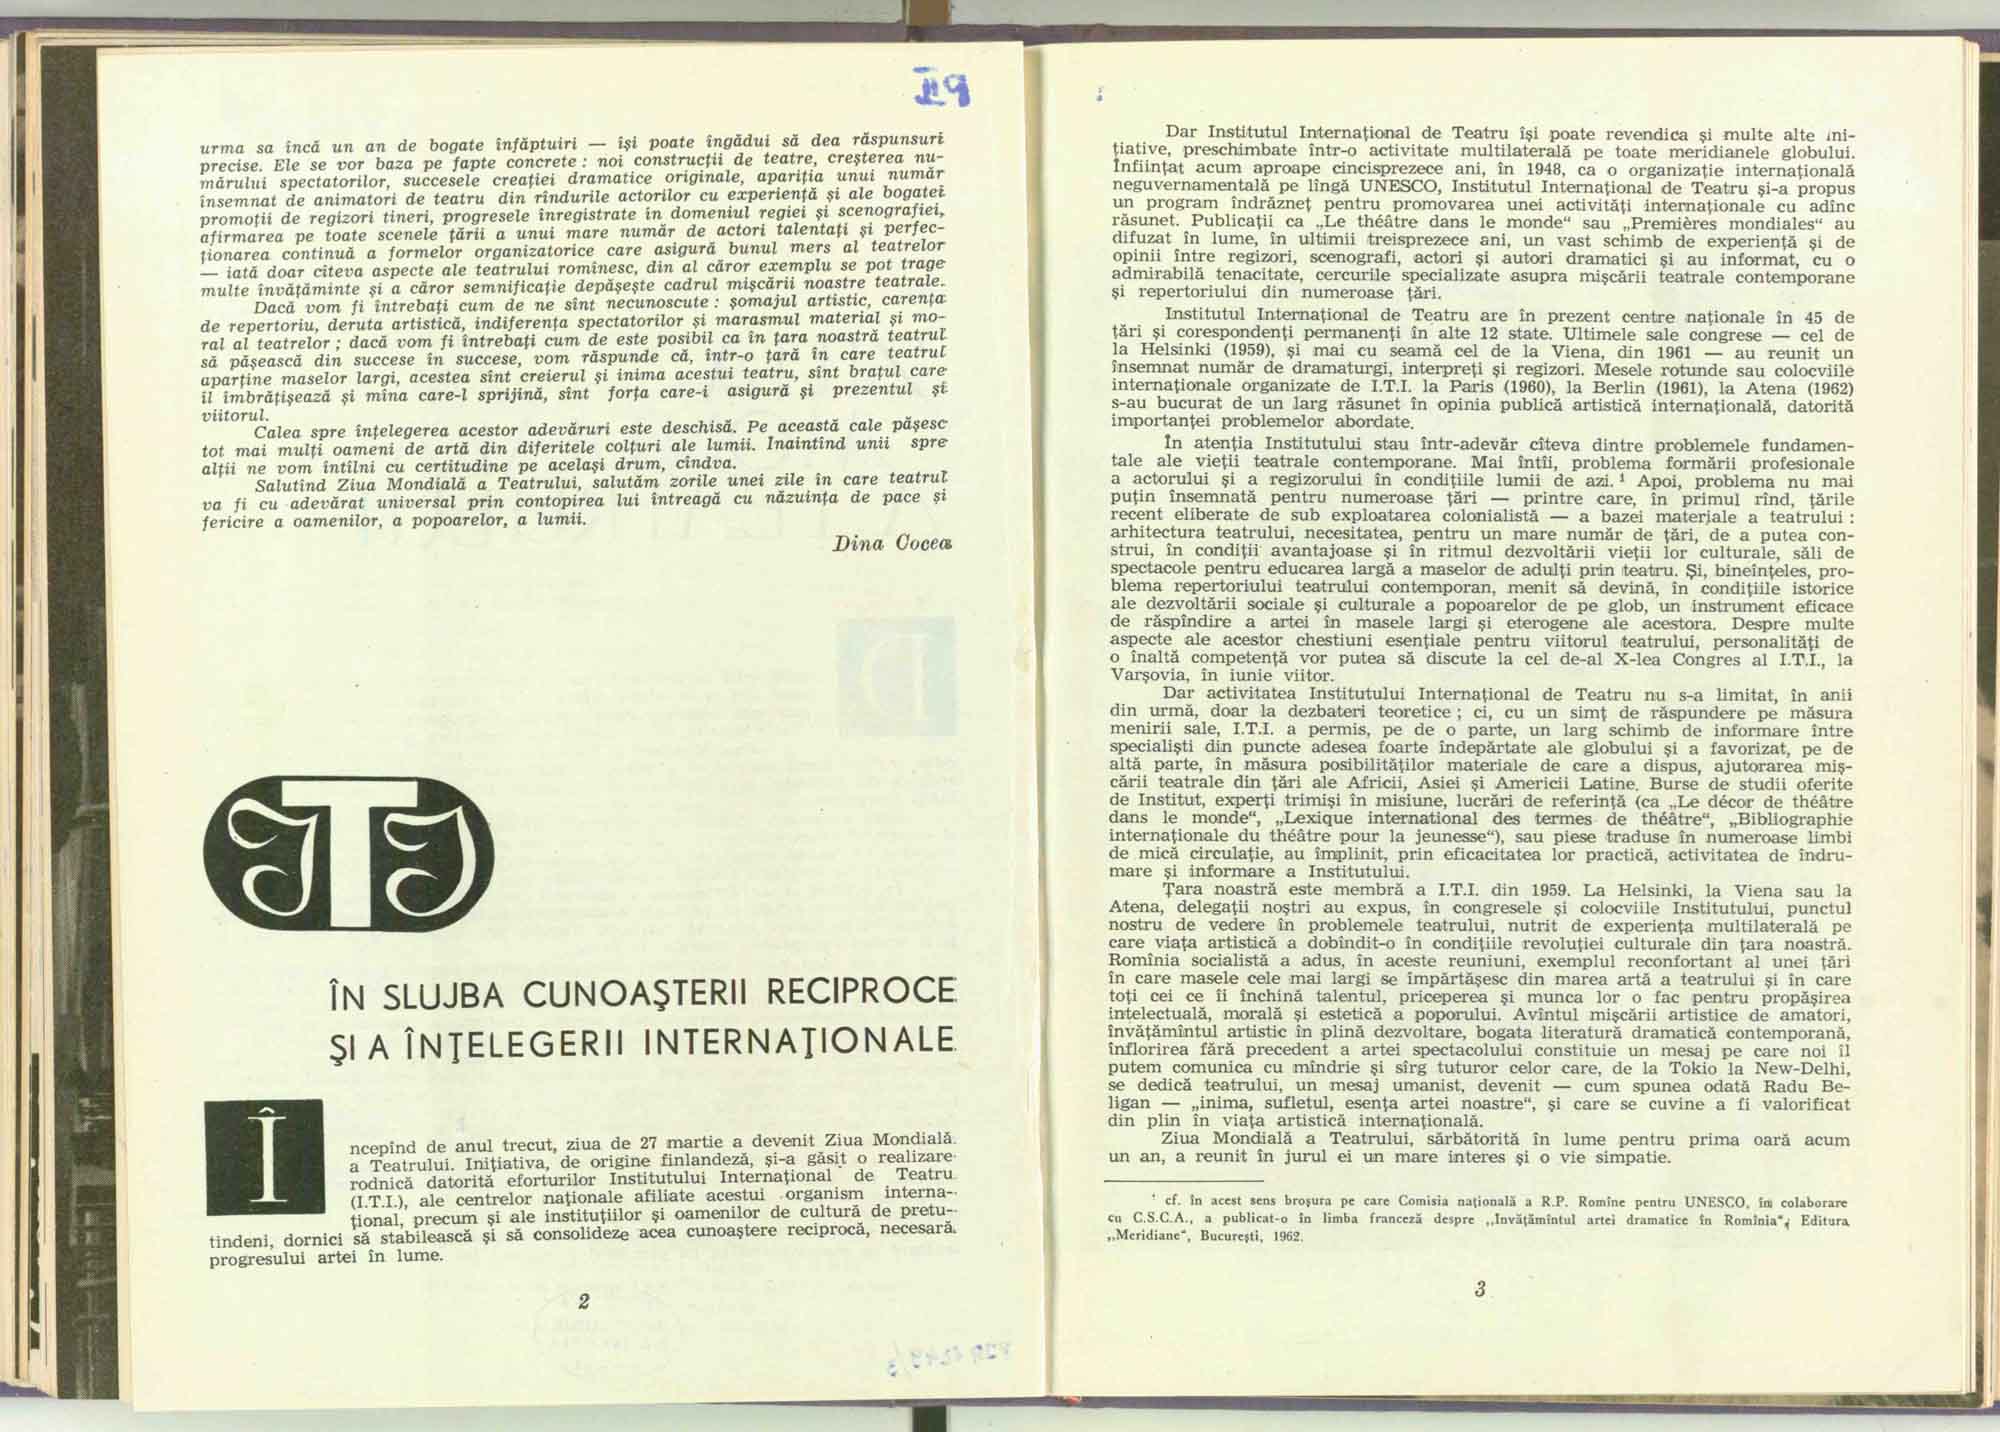 II9
urma sa încă un an de bogate înfăptuiri — își poate îngădui să dea răspunsuri
precise. Ele se vor baza pe fapte concrete : noi construcții de teatre, creșterea nu-
mărului spectatorilor, succesele creației dramatice originale, apariția unui număr
însemnat de animatori de teatru din rîndurile actorilor cu experiență și ale bogatei
promoții de regizori tineri, progresele înregistrate în domeniul regiei și scenografiei,
afirmarea pe toate scenele țării a unui mare număr de actori talentați și perfec-
ționarea continuă a formelor organizatorice care asigură bunul mers al teatrelor
— iată doar cîteva aspecte ale teatrului romînesc, din al căror exemplu se pot trage
multe învățăminte și a căror semnificație depășește cadrul mișcării noastre teatrale.
Dacă vom fi întrebați cum de ne sînt necunoscute : șomajul artistic, carența
de repertoriu, deruta artistică, indiferența spectatorilor și marasmul material și mo-
ral al teatrelor ; dacă vom fi întrebați cum de este posibil ca în țara noastră teatrul
să pășească din succese în succese, vom răspunde că, într-o țară în care teatrul
aparține maselor largi, acestea sînt creierul și inima acestui teatru, sînt brațul care
îl îmbrățișează și mîna care-l sprijină, sînt forța care-i asigură și prezentul și
viitorul.
Calea spre înțelegerea acestor adevăruri este deschisă. Pe această cale pășesc
tot mai mulți oameni de artă din diferitele colțuri ale lumii. Inaintînd unii spre
alții ne vom întîlni cu certitudine pe același drum, cîndva.
Salutînd Ziua Mondială a Teatrului, salutăm zorile unei zile în care teatrul
va fi cu adevărat universal prin contopirea lui întreagă cu năzuința de pace și
fericire a oamenilor, a popoarelor, a lumii.
Dina Cocea
ITI
ÎN SLUJBA CUNOAȘTERII RECIPROCE
ȘI A ÎNȚELEGERII INTERNAȚIONALE
Începînd de anul trecut, ziua de 27 martie a devenit Ziua Mondială
a Teatrului. Inițiativa, de origine finlandeză, și-a găsit o realizare
rodnică datorită eforturilor Institutului Internațional de Teatru
(I.T.I.), ale centrelor naționale afiliate acestui organism interna-
țional, precum și ale instituțiilor și oamenilor de cultură de pretu-
tindeni, dornici să stabilească și să consolideze acea cunoaștere reciprocă, necesară
progresului artei în lume.
2
Dar Institutul Internațional de Teatru își poate revendica și multe alte ini-
țiative, preschimbate într-o activitate multilaterală pe toate meridianele globului.
Înființat acum aproape cincisprezece ani, în 1948, ca o organizație internațională
neguvernamentală pe lîngă UNESCO, Institutul Internațional de Teatru și-a propus
un program îndrăzneț pentru promovarea unei activități internaționale cu adînc
răsunet. Publicații ca „Le théâtre dans le monde“ sau „Premières mondiales“ au
difuzat în lume, în ultimii treisprezece ani, un vast schimb de experiență și de
opinii între regizori, scenografi, actori și autori dramatici și au informat, cu o
admirabilă tenacitate, cercurile specializate asupra mișcării teatrale contemporane
și repertoriului din numeroase țări.
Institutul Internațional de Teatru are în prezent centre naționale în 45 de
țări și corespondenți permanenți în alte 12 state. Ultimele sale congrese — cel de
la Helsinki (1959), și mai cu seamă cel de la Viena, din 1961 — au reunit un
însemnat număr de dramaturgi, interpreți și regizori. Mesele rotunde sau colocviile
internaționale organizate de I.T.I. la Paris (1960), la Berlin (1961), la Atena (1962)
s-au bucurat de un larg răsunet în opinia publică artistică internațională, datorită
importanței problemelor abordate.
În atenția Institutului stau într-adevăr cîteva dintre problemele fundamen-
tale ale vieții teatrale contemporane. Mai întîi, problema formării profesionale
a actorului și a regizorului în condițiile lumii de azi. 1 Apoi, problema nu mai
puțin însemnată pentru numeroase țări — printre care, în primul rînd, țările
recent eliberate de sub exploatarea colonialistă — a bazei materiale a teatrului :
arhitectura teatrului, necesitatea, pentru un mare număr de țări, de a putea con-
strui, în condiții avantajoase și în ritmul dezvoltării vieții lor culturale, săli de
spectacole pentru educarea largă a maselor de adulți prin teatru. Și, bineînțeles, pro-
blema repertoriului teatrului contemporan, menit să devină, în condițiile istorice
ale dezvoltării sociale și culturale a popoarelor de pe glob, un instrument eficace
de răspîndire a artei în masele largi și eterogene ale acestora. Despre multe
aspecte ale acestor chestiuni esențiale pentru viitorul teatrului, personalități de
o înaltă competență vor putea să discute la cel de-al X-lea Congres al I.T.I., la
Varșovia, în iunie viitor.
Dar activitatea Institutului Internațional de Teatru nu s-a limitat, în anii
din urmă, doar la dezbateri teoretice ; ci, cu un simț de răspundere pe măsura
menirii sale, I.T.I. a permis, pe de o parte, un larg schimb de informare între
specialiști din puncte adesea foarte îndepărtate ale globului și a favorizat, pe de
altă parte, în măsura posibilităților materiale de care a dispus, ajutorarea miș-
cării teatrale din țări ale Africii, Asiei și Americii Latine. Burse de studii oferite
de Institut, experți trimiși în misiune, lucrări de referință (ca „Le décor de théâtre
dans le monde“, „Lexique international des termes de théâtre“, „Bibliographie
internationale du théâtre pour la jeunesse“), sau piese traduse în numeroase limbi
de mică circulație, au împlinit, prin eficacitatea lor practică, activitatea de îndru-
mare și informare a Institutului.
Țara noastră este membră a I.T.I. din 1959. La Helsinki, la Viena sau la
Atena, delegații noștri au expus, în congresele și colocviile Institutului, punctul
nostru de vedere în problemele teatrului, nutrit de experiența multilaterală pe
care viața artistică a dobîndit-o în condițiile revoluției culturale din țara noastră.
Romînia socialistă a adus, în aceste reuniuni, exemplul reconfortant al unei țări
în care masele cele mai largi se împărtășesc din marea artă a teatrului și în care
toți cei ce îi închină talentul, priceperea și munca lor o fac pentru propășirea
intelectuală, morală și estetică a poporului. Avîntul mișcării artistice de amatori,
învățămîntul artistic în plină dezvoltare, bogata literatură dramatică contemporană,
înflorirea fără precedent a artei spectacolului constituie un mesaj pe care noi îl
putem comunica cu mîndrie și sîrg tuturor celor care, de la Tokio la New-Delhi,
se dedică teatrului, un mesaj umanist, devenit — cum spunea odată Radu Be-
ligan — „inima, sufletul, esența artei noastre“, și care se cuvine a fi valorificat
din plin în viața artistică internațională.
Ziua Mondială a Teatrului, sărbătorită în lume pentru prima oară acum
un an, a reunit în jurul ei un mare interes și o vie simpatie.
1 cf. în acest sens broșura pe care Comisia națională a R.P. Romîne pentru UNESCO, în colaborare
cu C.S.C.A., a publicat-o în limba franceză despre „Invățămîntul artei dramatice în Romînia“, Editura
„Meridiane“, București, 1962.
3